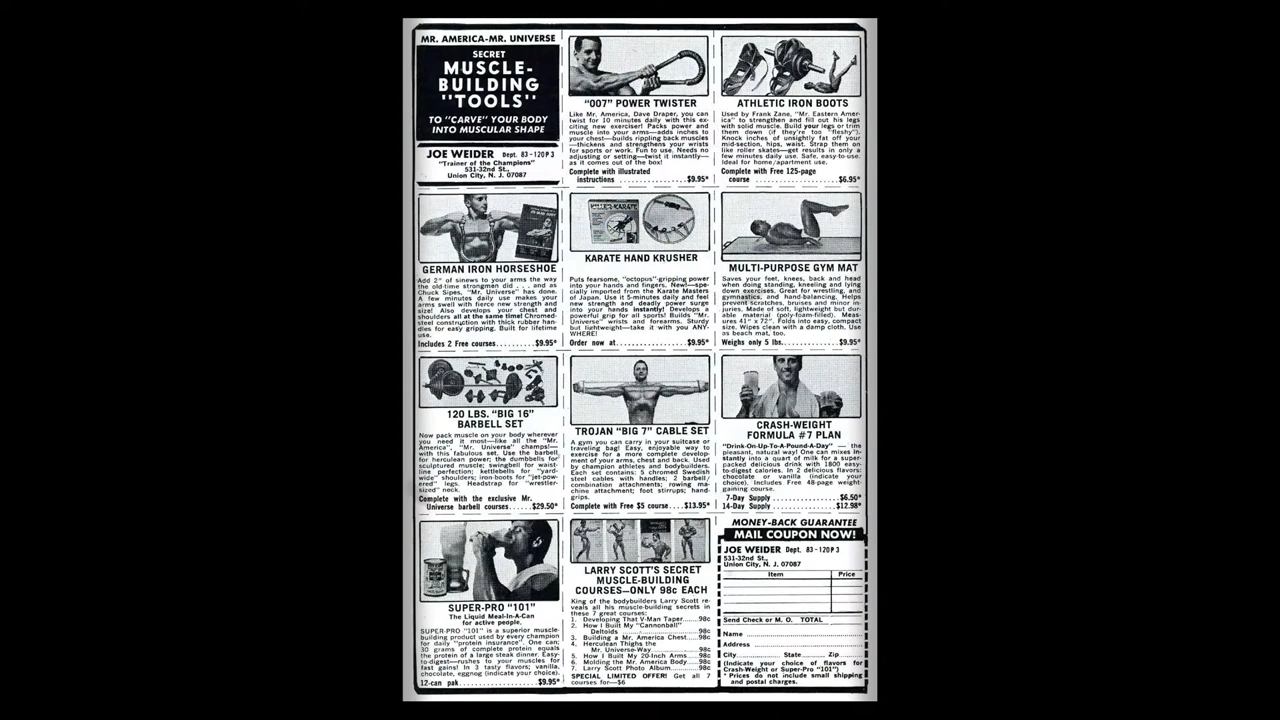 MR. AMERICA-MR. UNIVERSE
SECRET
MUSCLE-
BUILDING
"TOOLS"
TO "CARVE" YOUR BODY
INTO MUSCULAR SHAPE
JOE WEIDER Dept. 83-120P3
"Trainer of the Champions"
531-32nd St.,
Union City, N. J. 07087
"007" POWER TWISTER
Like Mr. America, Dave Draper, you can
twist for 10 minutes daily with this ex-
citing new exerciser! Packs power and
muscle into your arms—adds inches to
your chest—builds rippling back muscles
—thickens and strengthens your wrists
for sports or work. Fun to use. Needs no
adjusting or setting—twist it instantly—
as it comes out of the box!
Complete with illustrated
instructions ..................$9.95*
ATHLETIC IRON BOOTS
Used by Frank Zane, "Mr. Eastern Amer-
ica" to strengthen and fill out his legs
with solid muscle. Build your legs or trim
them down (if they're too "fleshy").
Knock inches of unsightly fat off your
mid-section, hips, waist. Strap them on
like roller skates—get results in only a
few minutes daily use. Safe, easy-to-use.
Ideal for home/apartment use.
Complete with Free 125-page
course ......................$6.95*
GERMAN IRON HORSESHOE
Add 2" of sinews to your arms the way
the old-time strongmen did . . . and as
Chuck Sipes, "Mr. Universe" has done.
A few minutes daily use makes your
arms swell with fierce new strength and
size! Also develops your chest and
shoulders all at the same time! Chromed-
steel construction with thick rubber han-
dles for easy gripping. Built for lifetime
use.
Includes 2 Free courses.........$9.95*
KILLER KARATE
KARATE HAND KRUSHER
Puts fearsome, "octopus"-gripping power
into your hands and fingers. New!—spe-
cially imported from the Karate Masters
of Japan. Use it 5-minutes daily and feel
new strength and deadly power surge
into your hands instantly! Develops a
powerful grip for all sports! Builds "Mr.
Universe" wrists and forearms. Sturdy
but lightweight—take it with you ANY-
WHERE!
Order now at ..................$9.95*
MULTI-PURPOSE GYM MAT
Saves your feet, knees, back and head
when doing standing, kneeling and lying
down exercises. Great for wrestling, and
gymnastics, and hand-balancing. Helps
prevent scratches, bruises and minor in-
juries. Made of soft, lightweight but dur-
able material (poly-foam-filled). Meas-
ures 41" x 72". Folds into easy, compact
size. Wipes clean with a damp cloth. Use
as beach mat, too.
Weighs only 5 lbs..............$9.95*
120 LBS. "BIG 16"
BARBELL SET
Now pack muscle on your body wherever
you need it most—like all the "Mr.
America", "Mr. Universe" champs!—
with this fabulous set. Use the barbell
for herculean power; the dumbbells for
sculptured muscle; swingbell for waist-
line perfection; kettlebells for "yard-
wide" shoulders; iron-boots for "jet-pow-
ered" legs. Headstrap for "wrestler-
sized" neck.
Complete with the exclusive Mr.
Universe barbell courses......$29.50*
TROJAN "BIG 7" CABLE SET
A gym you can carry in your suitcase or
traveling bag! Easy, enjoyable way to
exercise for a more complete develop-
ment of your arms, chest and back. Used
by champion athletes and bodybuilders.
Each set contains: 5 chromed Swedish
steel cables with handles; 2 barbell/
combination attachments; rowing ma-
chine attachment; foot stirrups; hand-
grips.
Complete with Free $5 course....$13.95*
CRASH-WEIGHT
FORMULA #7 PLAN
"Drink-On-Up-To-A-Pound-A-Day" — the
pleasant, natural way! One can mixes in-
stantly into a quart of milk for a super-
packed delicious drink with 1800 easy-
to-digest calories. In 2 delicious flavors:
chocolate or vanilla (indicate your
choice). Includes Free 48-page weight-
gaining course.
7-Day Supply ..................$6.50*
14-Day Supply .................$12.98*
SUPER-PRO "101"
The Liquid Meal-In-A-Can
for active people.
SUPER-PRO "101" is a superior muscle-
building product used by every champion
for daily "protein insurance". One can;
30 grams of complete protein equals
the protein of a large steak dinner. Easy-
to-digest—rushes to your muscles for
fast gains! In 3 tasty flavors; vanilla,
chocolate, eggnog (indicate your choice).
12-can pak.....................$9.95*
LARRY SCOTT'S SECRET
MUSCLE-BUILDING
COURSES—ONLY 98c EACH
King of the bodybuilders Larry Scott re-
veals all his muscle-building secrets in
these 7 great courses:
1. Developing That V-Man Taper....98c
2. How I Built My "Cannonball"
Deltoids ......................98c
3. Building a Mr. America Chest...98c
4. Herculean Thighs the
Mr. Universe-Way...............98c
5. How I Built My 20-Inch Arms....98c
6. Molding the Mr. America Body...98c
7. Larry Scott Photo Album........98c
SPECIAL LIMITED OFFER! Get all 7
courses for—$6
MONEY-BACK GUARANTEE
MAIL COUPON NOW!
JOE WEIDER Dept. 83-120P3
531-32nd St.,
Union City, N.J. 07087
Item Price
Send Check or M. O. TOTAL
Name
Address
City State Zip
(Indicate your choice of flavors for
Crash-Weight or Super-Pro "101")
* Prices do not include small shipping
and postal charges.